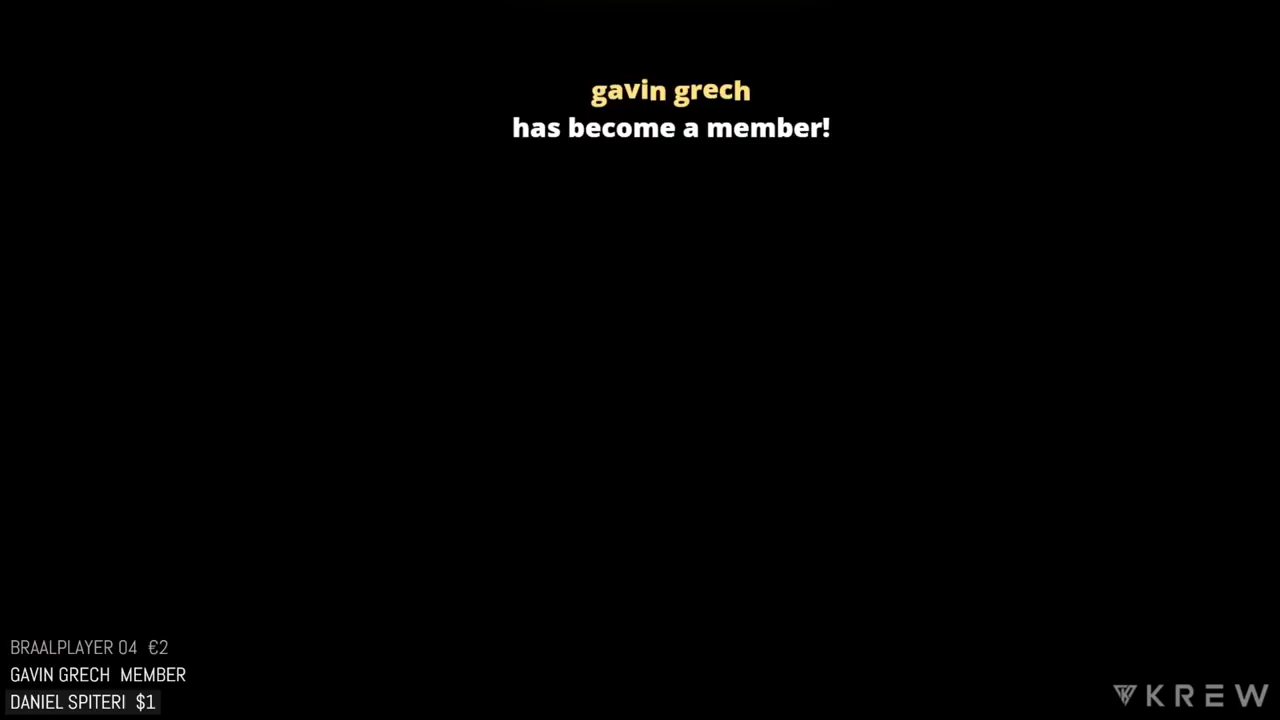 gavin grech
has become a member!
BRAALPLAYER 04 €2
GAVIN GRECH MEMBER
DANIEL SPITERI $1
KREW